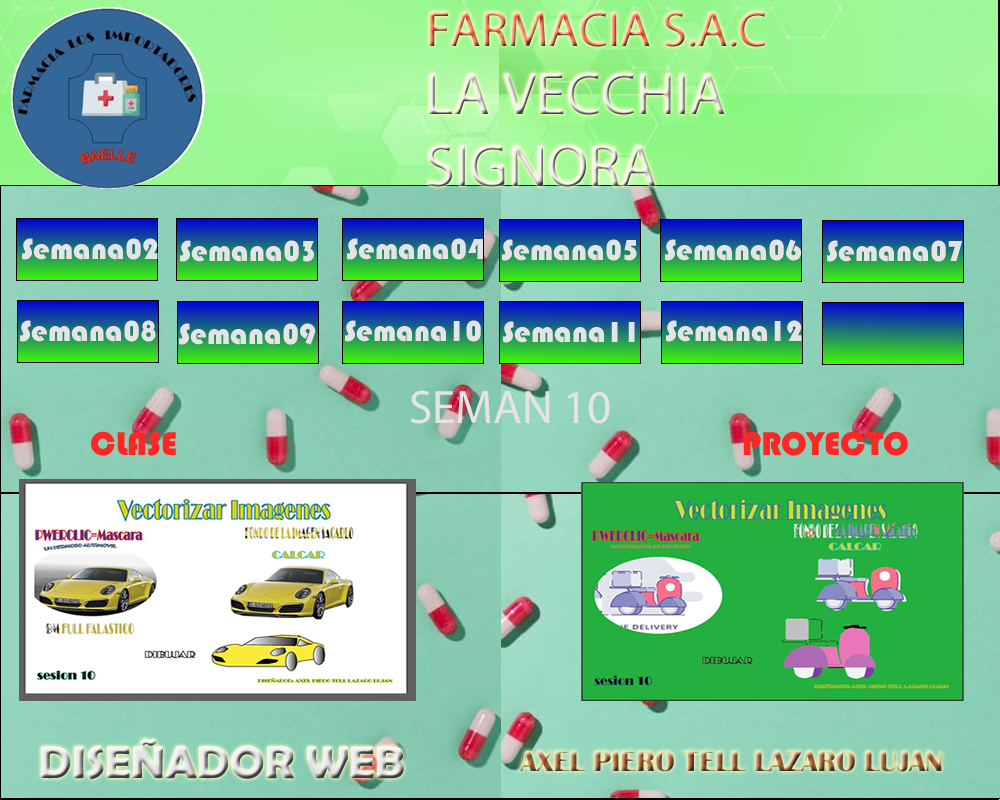 FARMACIA LOS IMPORTADORES
BAELLE
FARMACIA S.A.C
LA VECCHIA
SIGNORA
Semana02 Semana03 Semana04 Semana05 Semana06 Semana07
Semana08 Semana09 Semana10 Semana11 Semana12
SEMAN 10
CLASE PROYECTO
Vectorizar Imagenes
PWERCLIC=Mascara
UN HERMOSO AUTOMOVIL
FONDO DE LA IMAGEN SACARLO
CALCAR
FULL FALASTICO
DIBUJAR
sesion 10
DISEÑADOR: AXEL PIERO TELL LAZARO LUJAN
Vectorizar Imagenes
PWERCLIC=Mascara
FONDO DE LA IMAGEN SACARLO
CALCAR
DELIVERY
DIBUJAR
sesion 10
DISEÑADOR: AXEL PIERO TELL LAZARO LUJAN
DISEÑADOR WEB
AXEL PIERO TELL LAZARO LUJAN